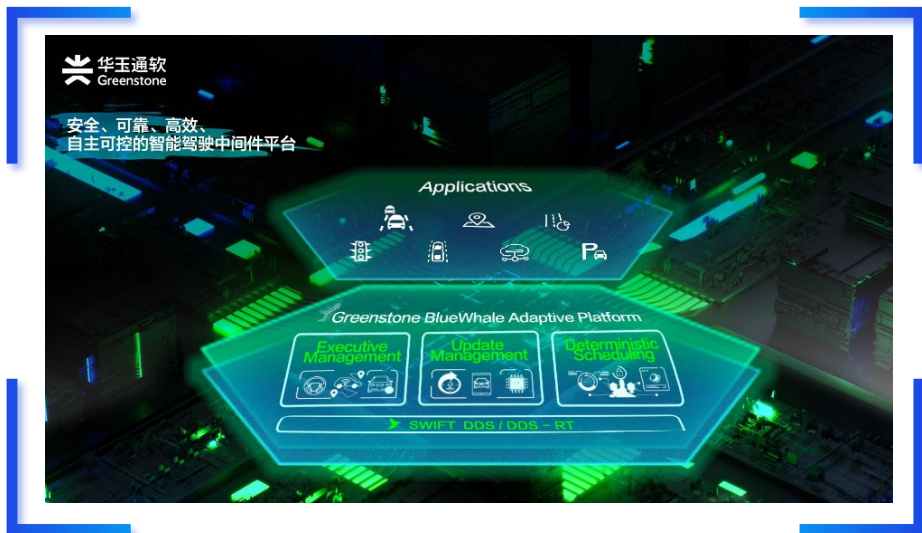 华玉通软
Greenstone
安全、可靠、高效、
自主可控的智能驾驶中间件平台
Applications
P
Greenstone BlueWhale Adaptive Platform
Executive
Management
Update
Management
Deterministic
Scheduling
SWIFT DDS / DDS - RT